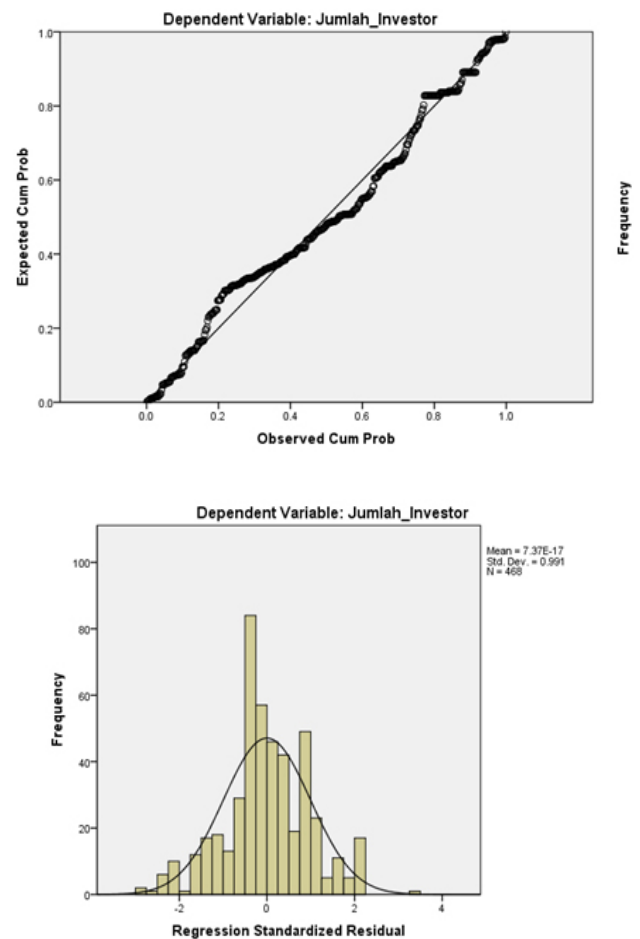 Dependent Variable: Jumlah_Investor
1.0
0.8
0.6
0.4
0.2
0.0
Expected Cum Prob
0.0 0.2 0.4 0.6 0.8 1.0
Observed Cum Prob
Frequency
Dependent Variable: Jumlah_Investor
Mean = 7.37E-17
Std. Dev. = 0.991
N = 468
100
80
60
40
20
0
Frequency
-2 0 2 4
Regression Standardized Residual